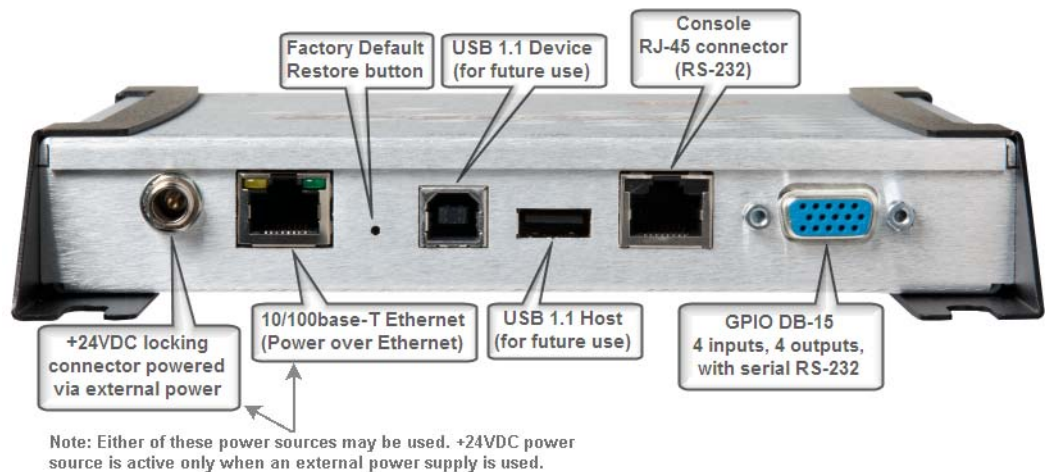 Factory Default
Restore button
USB 1.1 Device
(for future use)
Console
RJ-45 connector
(RS-232)
+24VDC locking
connector powered
via external power
10/100base-T Ethernet
(Power over Ethernet)
USB 1.1 Host
(for future use)
GPIO DB-15
4 inputs, 4 outputs,
with serial RS-232
Note: Either of these power sources may be used. +24VDC power
source is active only when an external power supply is used.